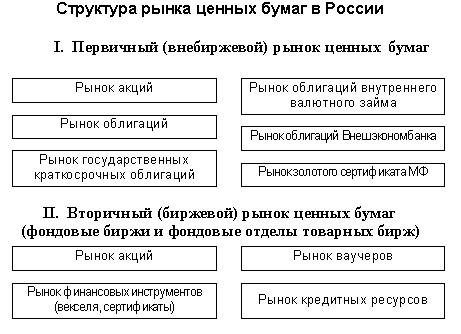 Структура рынка ценных бумаг в России
I. Первичный (внебиржевой) рынок ценных бумаг
Рынок акций
Рынок облигаций
Рынок государственных
краткосрочных облигаций
Рынок облигаций внутреннего
валютного займа
Рынок облигаций Внешэкономбанка
Рынок золотого сертификата МФ
II. Вторичный (биржевой) рынок ценных бумаг
(фондовые биржи и фондовые отделы товарных бирж)
Рынок акций
Рынок ваучеров
Рынок финансовых инструментов
(векселя, сертификаты)
Рынок кредитных ресурсов